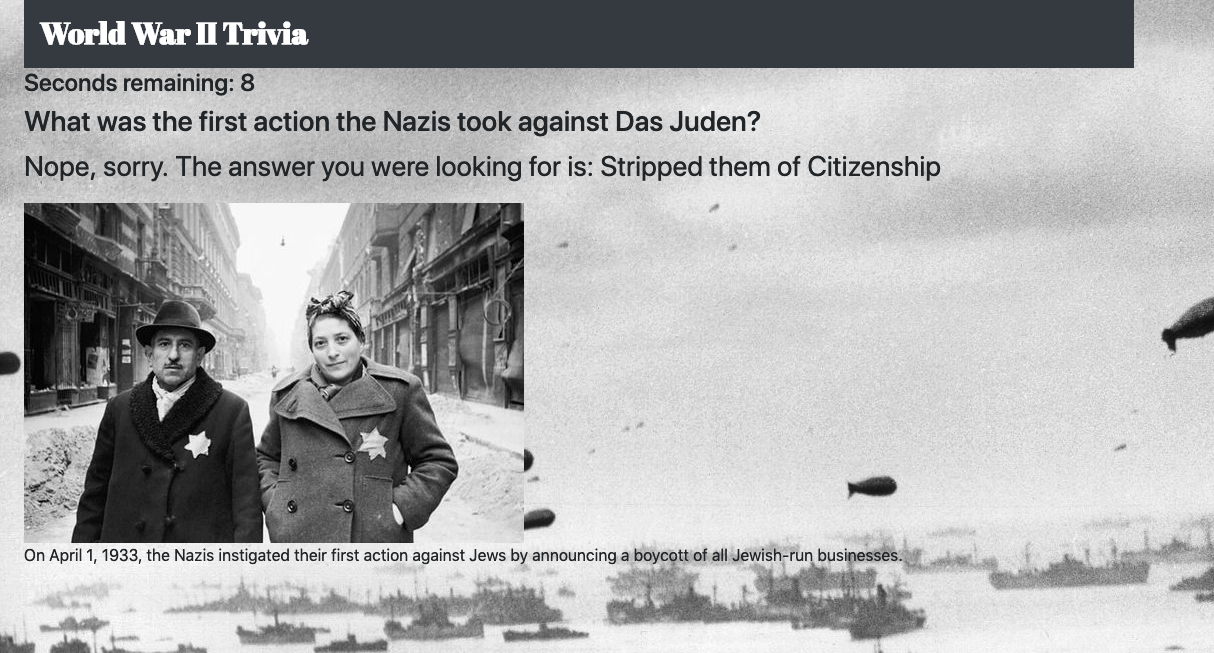 World War II Trivia
Seconds remaining: 8
What was the first action the Nazis took against Das Juden?
Nope, sorry. The answer you were looking for is: Stripped them of Citizenship
On April 1, 1933, the Nazis instigated their first action against Jews by announcing a boycott of all Jewish-run businesses.